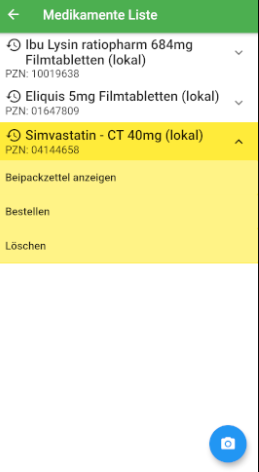 Medikamente Liste
Ibu Lysin ratiopharm 684mg
Filmtabletten (lokal)
PZN: 10019638
Eliquis 5mg Filmtabletten (lokal)
PZN: 01647809
Simvastatin - CT 40mg (lokal)
PZN: 04144658
Beipackzettel anzeigen
Bestellen
Löschen